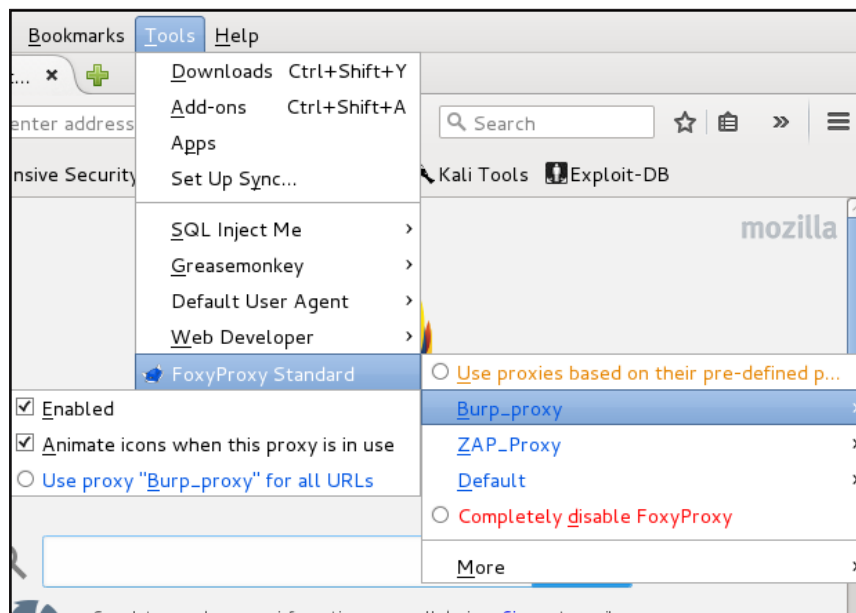 Bookmarks Tools Help
t...
Downloads Ctrl+Shift+Y
Add-ons Ctrl+Shift+A
enter address
Search
Apps
nsive Security
Set Up Sync...
Kali Tools
Exploit-DB
mozilla
SQL Inject Me
Greasemonkey
Default User Agent
Web Developer
FoxyProxy Standard
Use proxies based on their pre-defined p...
Enabled
Burp_proxy
Animate icons when this proxy is in use
ZAP_Proxy
Use proxy "Burp_proxy" for all URLs
Default
Completely disable FoxyProxy
More